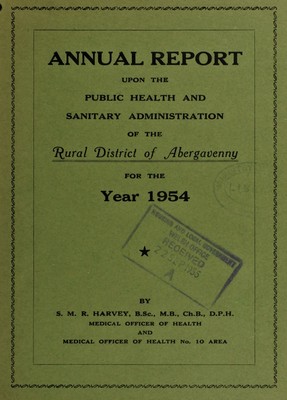 ANNUAL REPORT
UPON THE
PUBLIC HEALTH AND
SANITARY ADMINISTRATION
OF THE
Rural District of Abergavenny
FOR THE
Year 1954
RECEIVED
A
BY
S. M. R. HARVEY, B.Sc., M.B., Ch.B., D.P.H.
MEDICAL OFFICER OF HEALTH
AND
MEDICAL OFFICER OF HEALTH No. 10 AREA